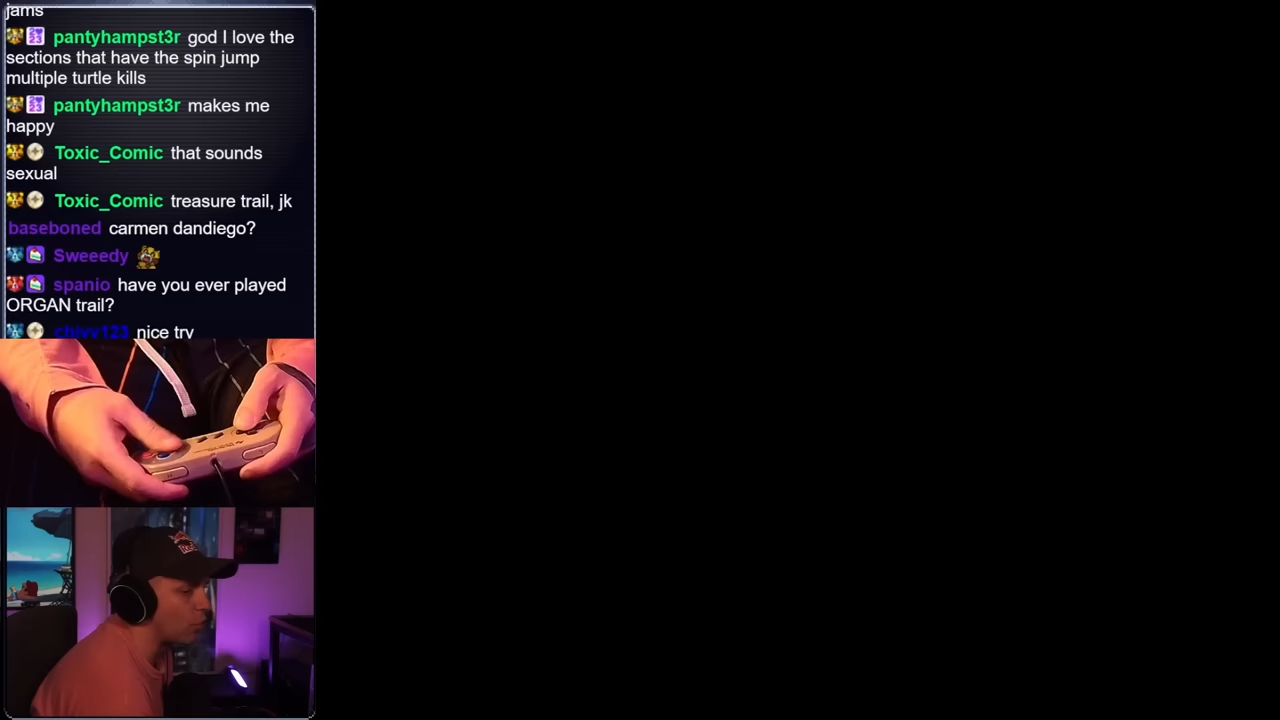 jams
pantyhampst3r god I love the
sections that have the spin jump
multiple turtle kills
pantyhampst3r makes me
happy
Toxic_Comic that sounds
sexual
Toxic_Comic treasure trail, jk
baseboned carmen dandiego?
Sweeedy
spanio have you ever played
ORGAN trail?
chivy123 nice try